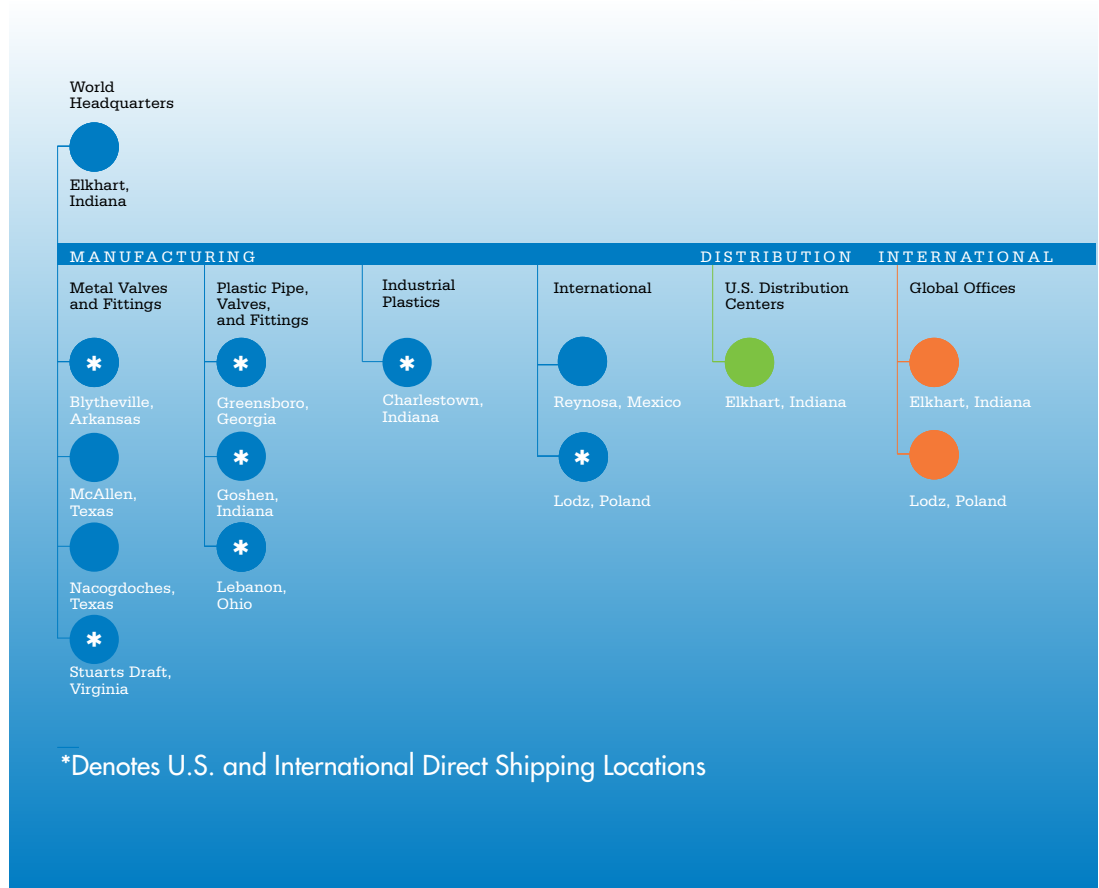 World
Headquarters
Elkhart,
Indiana
MANUFACTURING
DISTRIBUTION
INTERNATIONAL
Metal Valves
and Fittings
*
Blytheville,
Arkansas
McAllen,
Texas
Nacogdoches,
Texas
*
Stuarts Draft,
Virginia
Plastic Pipe,
Valves,
and Fittings
*
Greensboro,
Georgia
*
Goshen,
Indiana
*
Lebanon,
Ohio
Industrial
Plastics
*
Charlestown,
Indiana
International
Reynosa, Mexico
*
Lodz, Poland
U.S. Distribution
Centers
Elkhart, Indiana
Global Offices
Elkhart, Indiana
Lodz, Poland
*Denotes U.S. and International Direct Shipping Locations